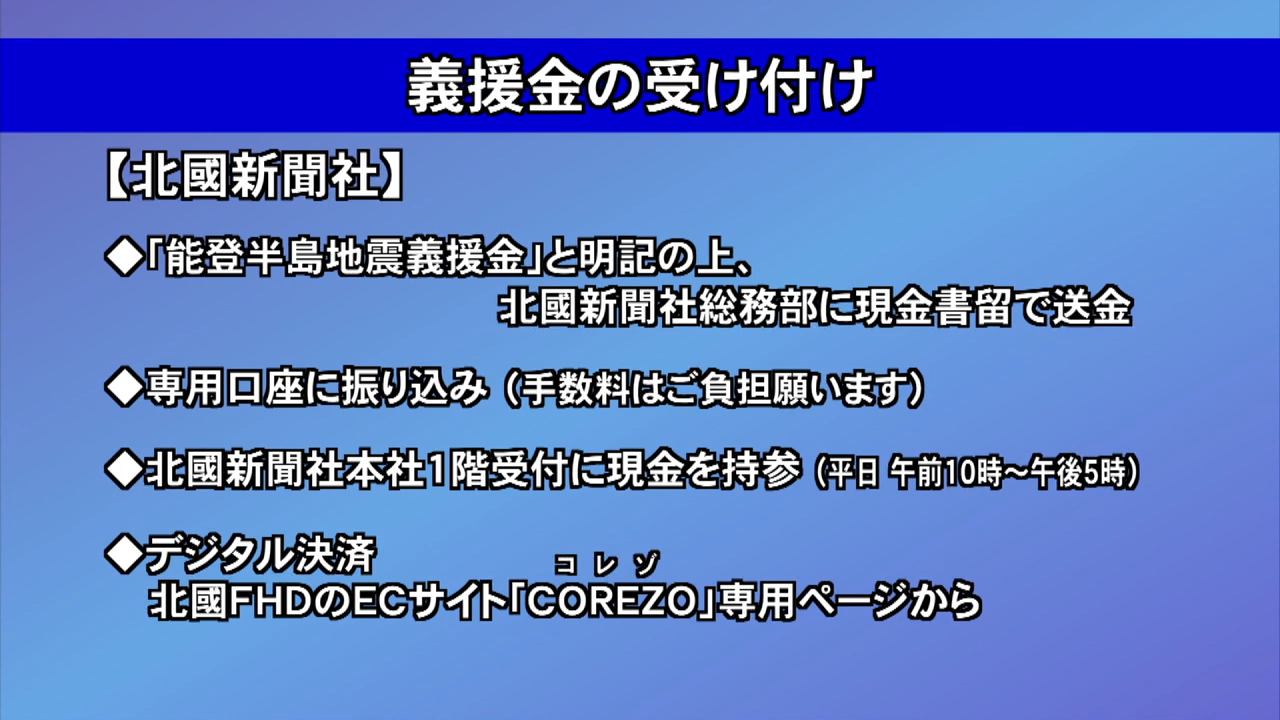 義援金の受け付け
【北國新聞社】
◆「能登半島地震義援金」と明記の上、
北國新聞社総務部に現金書留で送金
◆専用口座に振り込み（手数料はご負担願います）
◆北國新聞社本社1階受付に現金を持参（平日 午前10時～午後5時）
◆デジタル決済
コレゾ
北國FHDのECサイト「COREZO」専用ページから